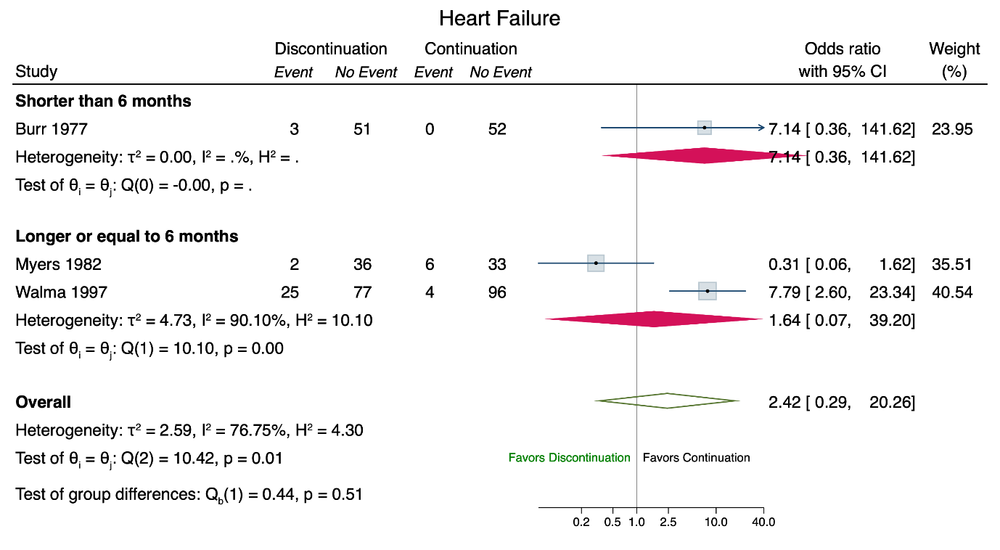 Heart Failure
Discontinuation Continuation Odds ratio Weight
Study Event No Event Event No Event with 95% CI (%)
Shorter than 6 months
Burr 1977 3 51 0 52 7.14 [ 0.36, 141.62] 23.95
Heterogeneity: τ² = 0.00, I² = .%, H² = . 7.14 [ 0.36, 141.62]
Test of θᵢ = θⱼ: Q(0) = -0.00, p = .
Longer or equal to 6 months
Myers 1982 2 36 6 33 0.31 [ 0.06, 1.62] 35.51
Walma 1997 25 77 4 96 7.79 [ 2.60, 23.34] 40.54
Heterogeneity: τ² = 4.73, I² = 90.10%, H² = 10.10 1.64 [ 0.07, 39.20]
Test of θᵢ = θⱼ: Q(1) = 10.10, p = 0.00
Overall 2.42 [ 0.29, 20.26]
Heterogeneity: τ² = 2.59, I² = 76.75%, H² = 4.30
Test of θᵢ = θⱼ: Q(2) = 10.42, p = 0.01 Favors Discontinuation Favors Continuation
Test of group differences: Q_b(1) = 0.44, p = 0.51
0.2 0.5 1.0 2.5 10.0 40.0